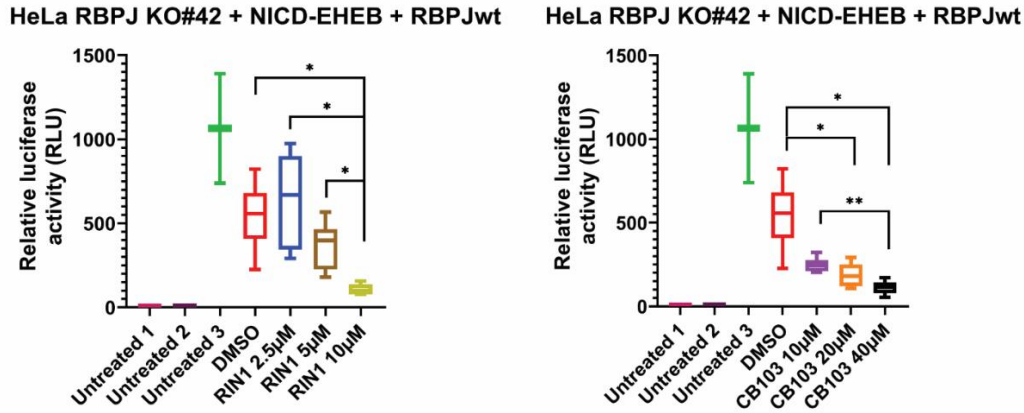 HeLa RBPJ KO#42 + NICD-EHEB + RBPJwt
Relative luciferase
activity (RLU)
1500
1000
500
0
*
*
*
Untreated 1
Untreated 2
Untreated 3
DMSO
RIN1 2.5µM
RIN1 5µM
RIN1 10µM
HeLa RBPJ KO#42 + NICD-EHEB + RBPJwt
Relative luciferase
activity (RLU)
1500
1000
500
0
*
*
**
Untreated 1
Untreated 2
Untreated 3
DMSO
CB103 10µM
CB103 20µM
CB103 40µM